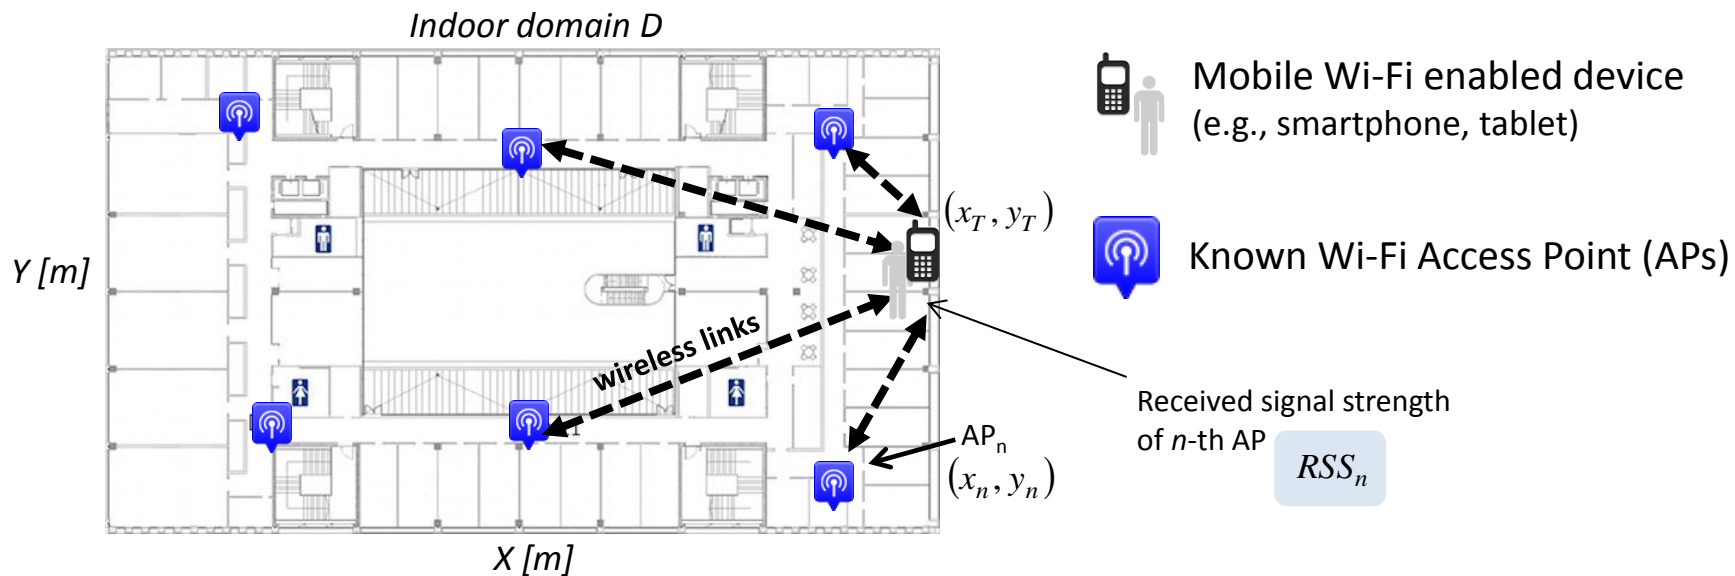 Indoor domain D
Mobile Wi-Fi enabled device
(e.g., smartphone, tablet)
(x_T, y_T)
Known Wi-Fi Access Point (APs)
Y [m]
wireless links
Received signal strength
of n-th AP
RSS_n
AP_n
(x_n, y_n)
X [m]